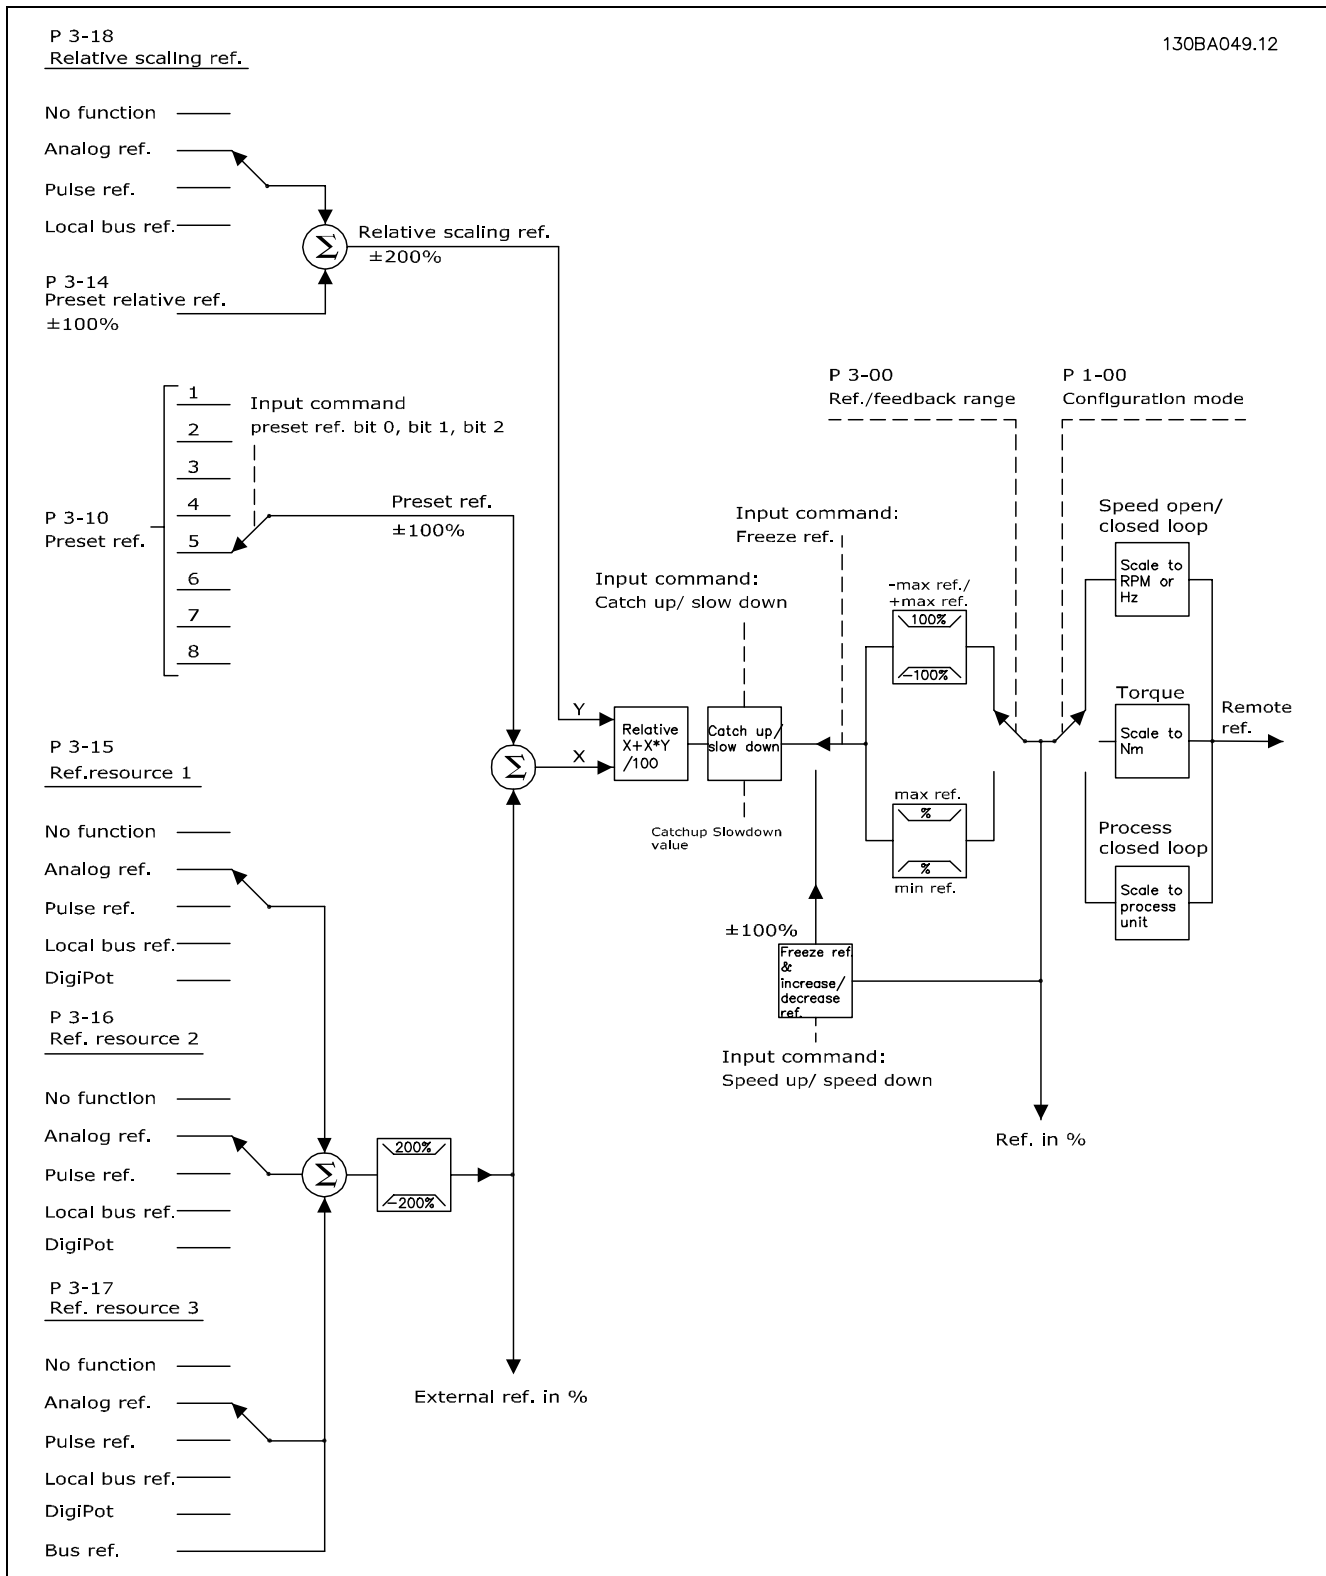 P 3-18
Relative scaling ref.
130BA049.12
No function
Analog ref.
Pulse ref.
Local bus ref.
Σ
Relative scaling ref.
±200%
P 3-14
Preset relative ref.
±100%
P 3-10
Preset ref.
1
2
3
4
5
6
7
8
Input command
preset ref. bit 0, bit 1, bit 2
Preset ref.
±100%
P 3-00
Ref./feedback range
P 1-00
Configuration mode
Input command:
Freeze ref.
Input command:
Catch up/ slow down
-max ref./
+max ref.
100%
-100%
Speed open/
closed loop
Scale to
RPM or
Hz
Y
X
Σ
Relative
X+X*Y
/100
Catch up/
slow down
Catchup Slowdown
value
Torque
Scale to
Nm
Remote
ref.
max ref.
%
%
min ref.
Process
closed loop
Scale to
process
unit
±100%
Freeze ref.
&
increase/
decrease
ref.
Input command:
Speed up/ speed down
Ref. in %
P 3-15
Ref.resource 1
No function
Analog ref.
Pulse ref.
Local bus ref.
DigiPot
P 3-16
Ref. resource 2
No function
Analog ref.
Pulse ref.
Local bus ref.
DigiPot
Σ
200%
-200%
P 3-17
Ref. resource 3
No function
Analog ref.
Pulse ref.
Local bus ref.
DigiPot
Bus ref.
External ref. in %